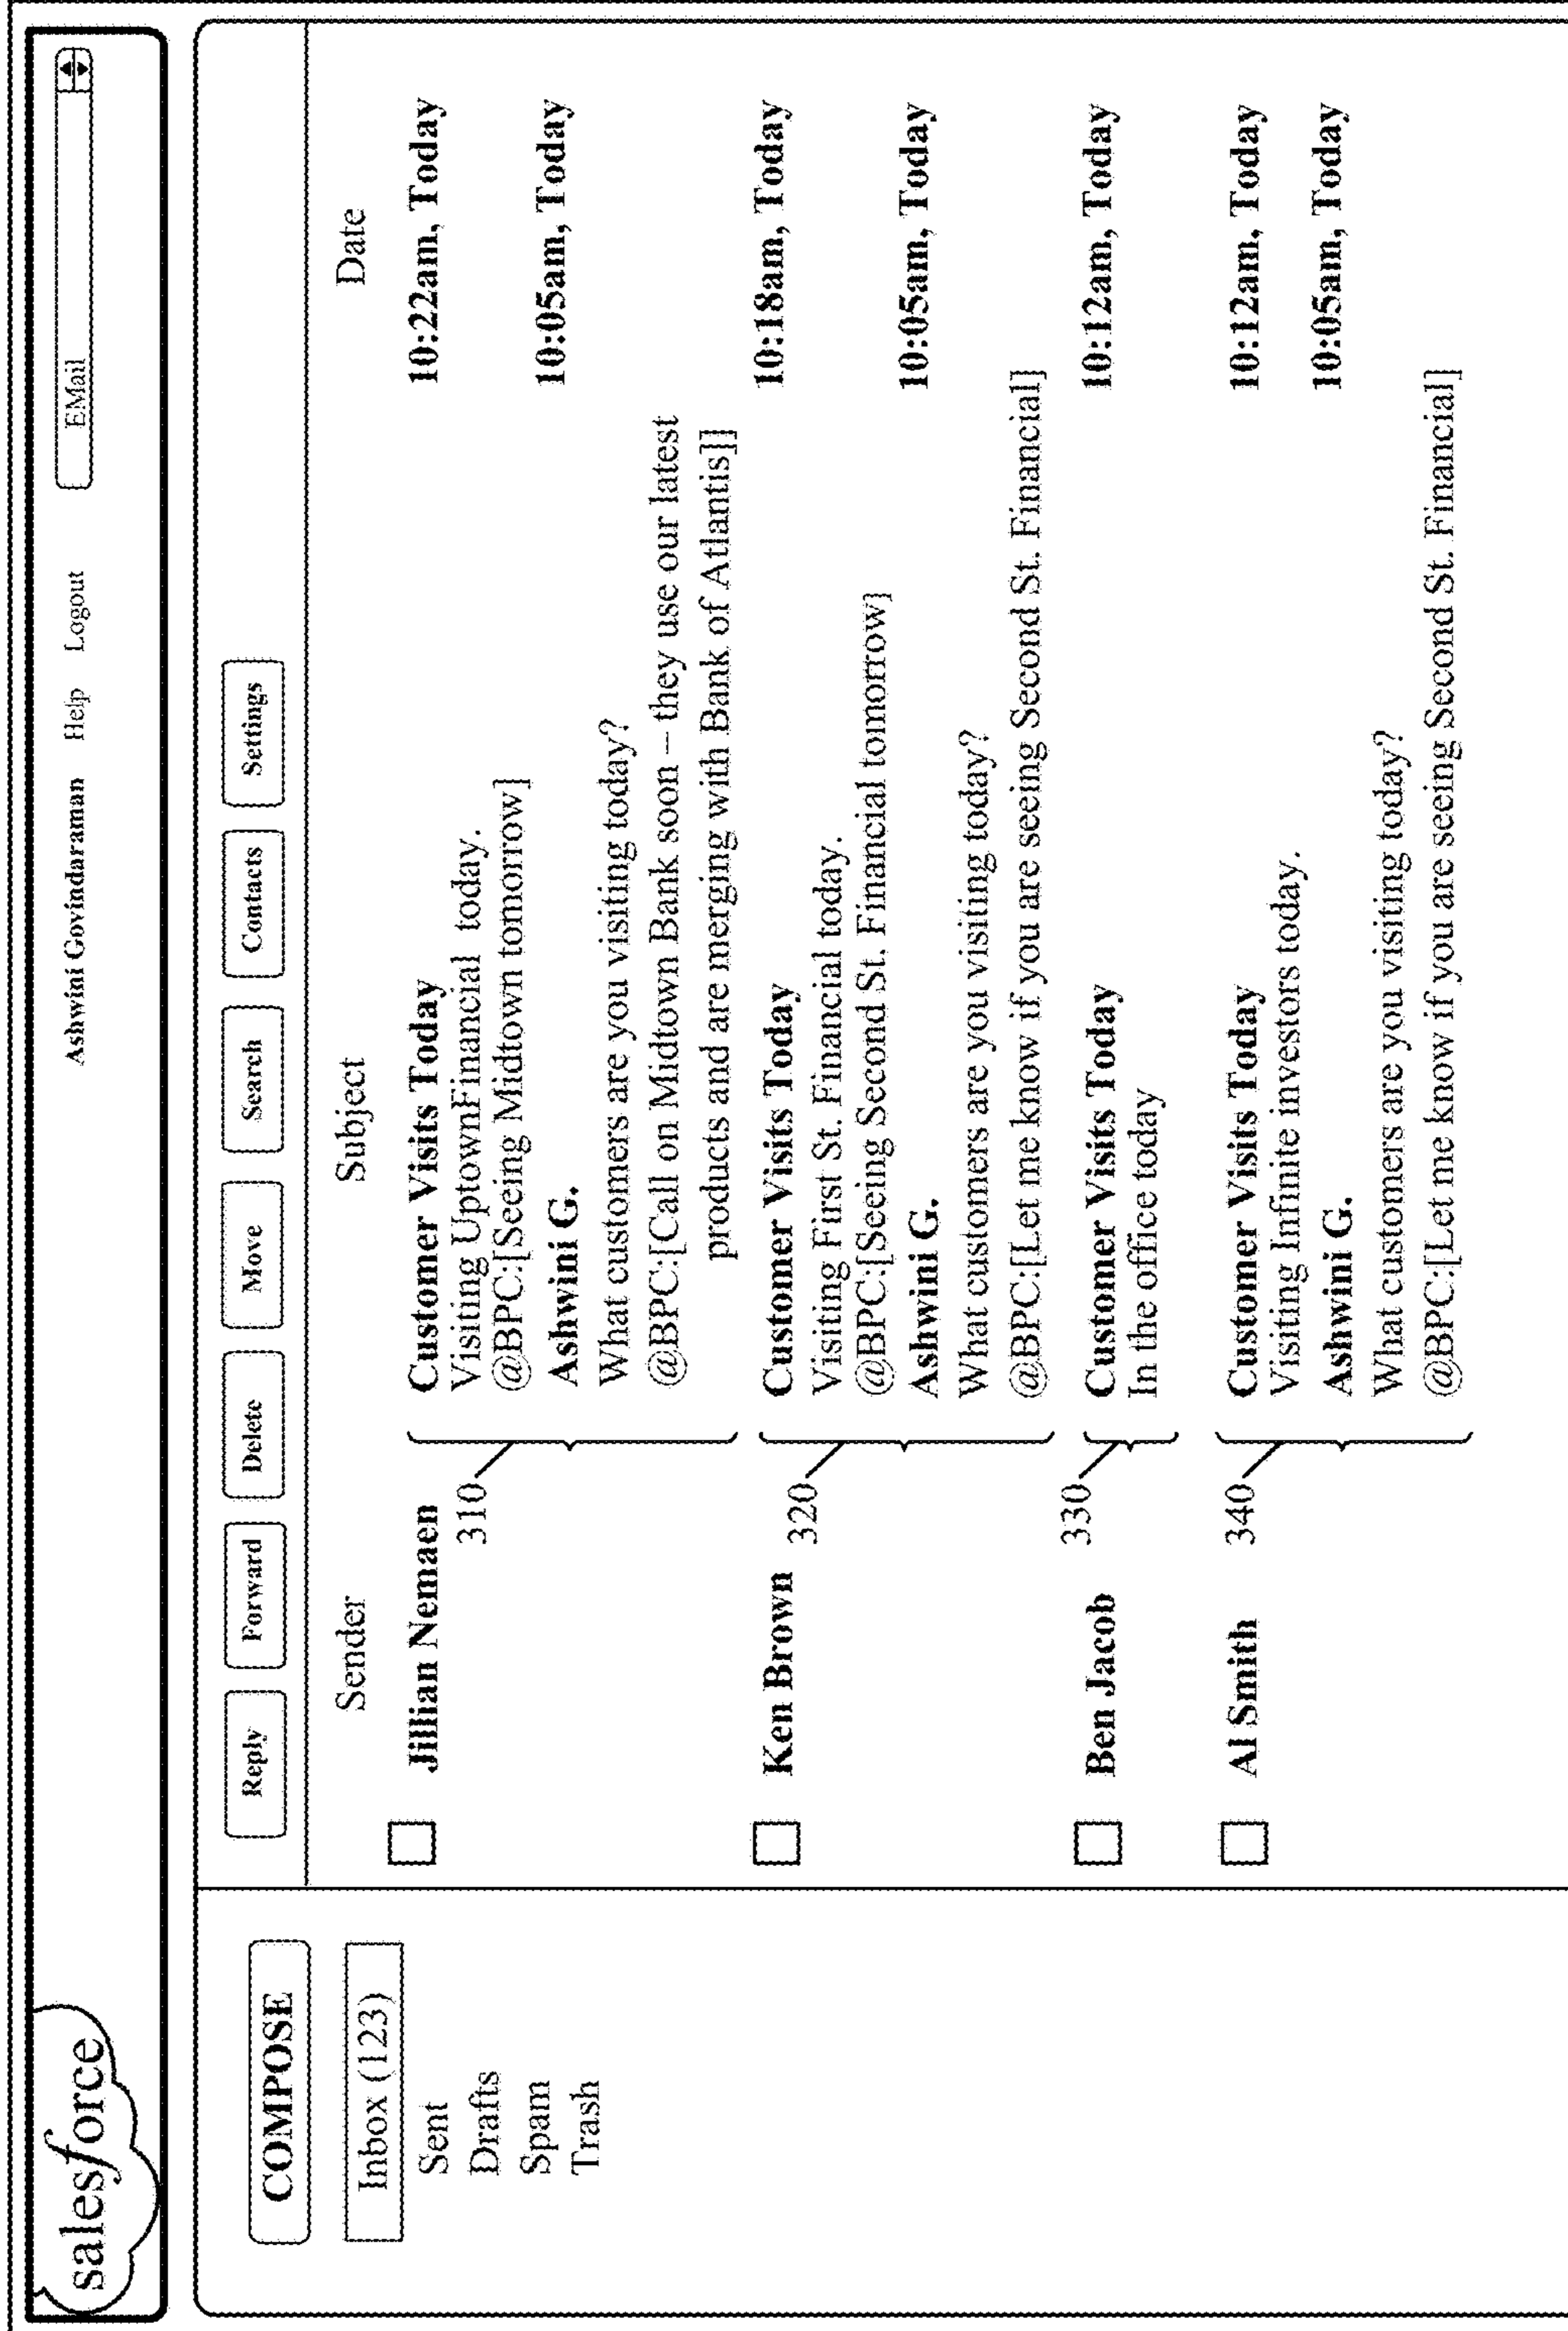 salesforce
Ashwini Govindaraman Help Logout EMail
COMPOSE
Inbox (123)
Sent
Drafts
Spam
Trash
Reply Forward Delete Move Search Contacts Settings
Sender Subject Date
Jillian Nemaen Customer Visits Today 10:22am, Today
310 Visiting UptownFinancial today.
@BPC:[Seeing Midtown tomorrow]
Ashwini G. 10:05am, Today
What customers are you visiting today?
@BPC:[Call on Midtown Bank soon – they use our latest
products and are merging with Bank of Atlantis]]
Ken Brown Customer Visits Today 10:18am, Today
320 Visiting First St. Financial today.
@BPC:[Seeing Second St. Financial tomorrow]
Ashwini G. 10:05am, Today
What customers are you visiting today?
@BPC:[Let me know if you are seeing Second St. Financial]
330
Ben Jacob Customer Visits Today 10:12am, Today
In the office today
Al Smith 340 Customer Visits Today 10:12am, Today
Visiting Infinite investors today.
Ashwini G. 10:05am, Today
What customers are you visiting today?
@BPC:[Let me know if you are seeing Second St. Financial]